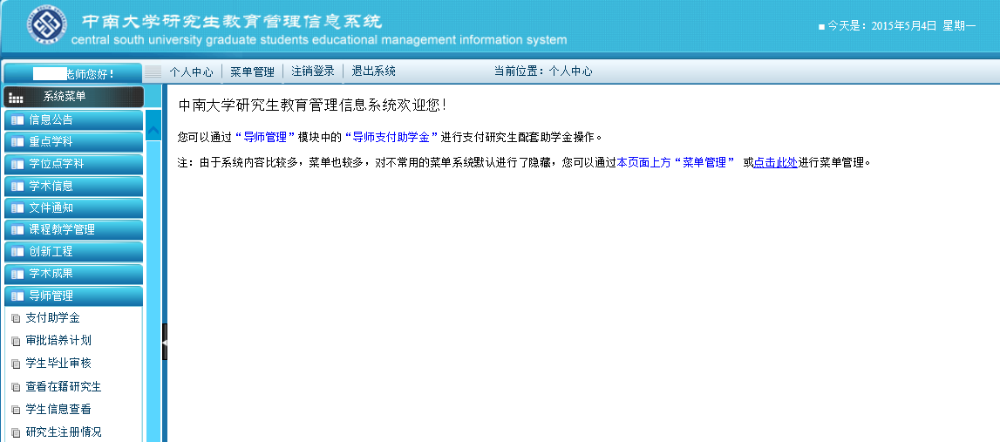 中南大学研究生教育管理信息系统
central south university graduate students educational management information system
今天是：2015年5月4日 星期一
老师您好！
个人中心 菜单管理 注销登录 退出系统 当前位置：个人中心
系统菜单
信息公告
重点学科
学位点学科
学术信息
文件通知
课程教学管理
创新工程
学术成果
导师管理
支付助学金
审批培养计划
学生毕业审核
查看在籍研究生
学生信息查看
研究生注册情况
中南大学研究生教育管理信息系统欢迎您！
您可以通过“导师管理”模块中的“导师支付助学金”进行支付研究生配套助学金操作。
注：由于系统内容比较多，菜单也较多，对不常用的菜单系统默认进行了隐藏，您可以通过本页面上方“菜单管理” 或点击此处进行菜单管理。